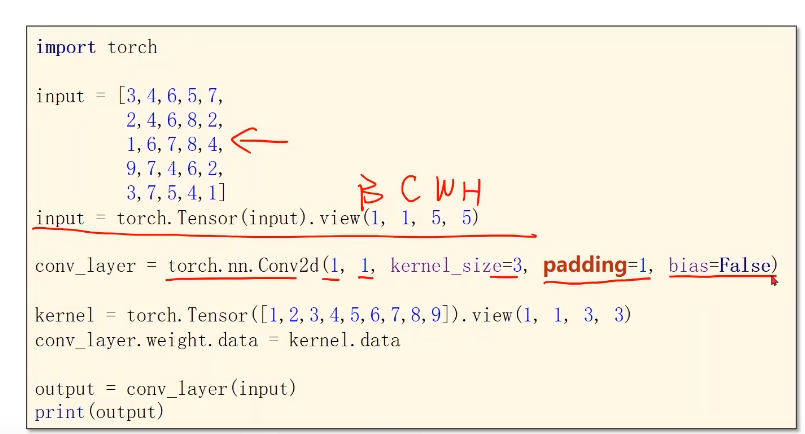 import torch
input = [3,4,6,5,7,
2,4,6,8,2,
1,6,7,8,4,
9,7,4,6,2,
3,7,5,4,1]
B C W H
input = torch.Tensor(input).view(1, 1, 5, 5)
conv_layer = torch.nn.Conv2d(1, 1, kernel_size=3, padding=1, bias=False)
kernel = torch.Tensor([1,2,3,4,5,6,7,8,9]).view(1, 1, 3, 3)
conv_layer.weight.data = kernel.data
output = conv_layer(input)
print(output)